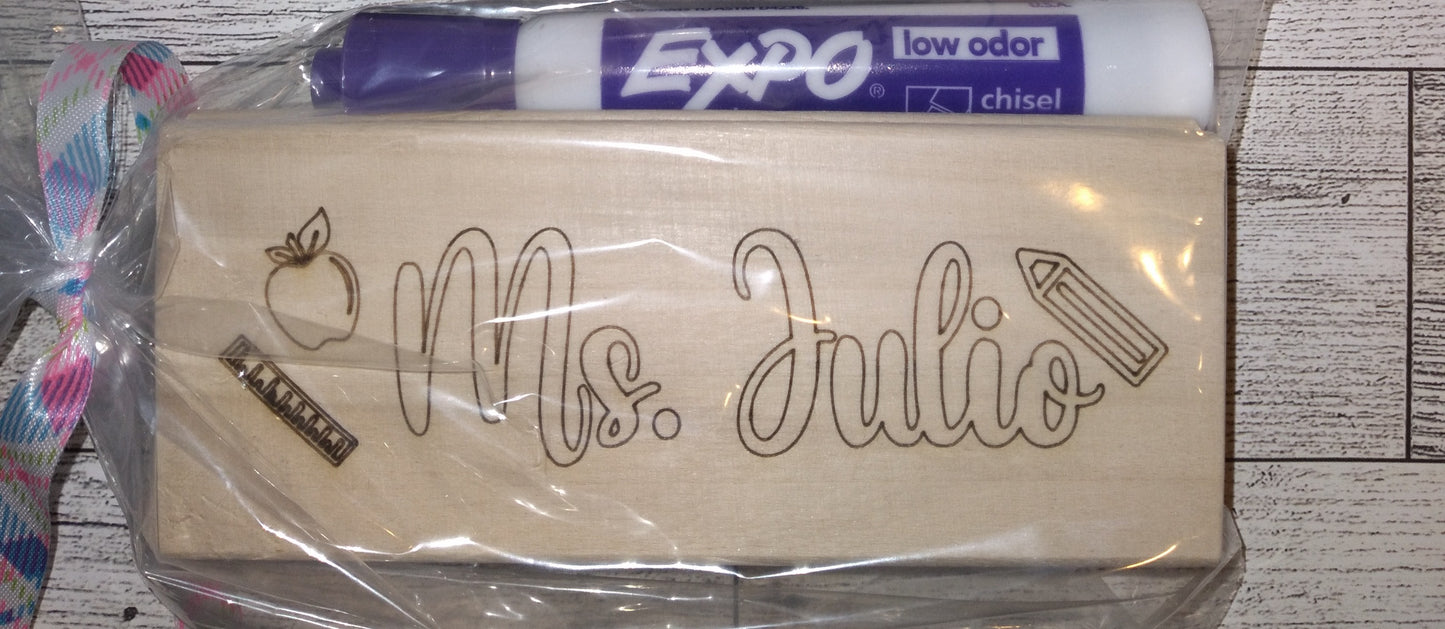 U.S.A.
EXPO® low odor
chisel
Ms. Julio